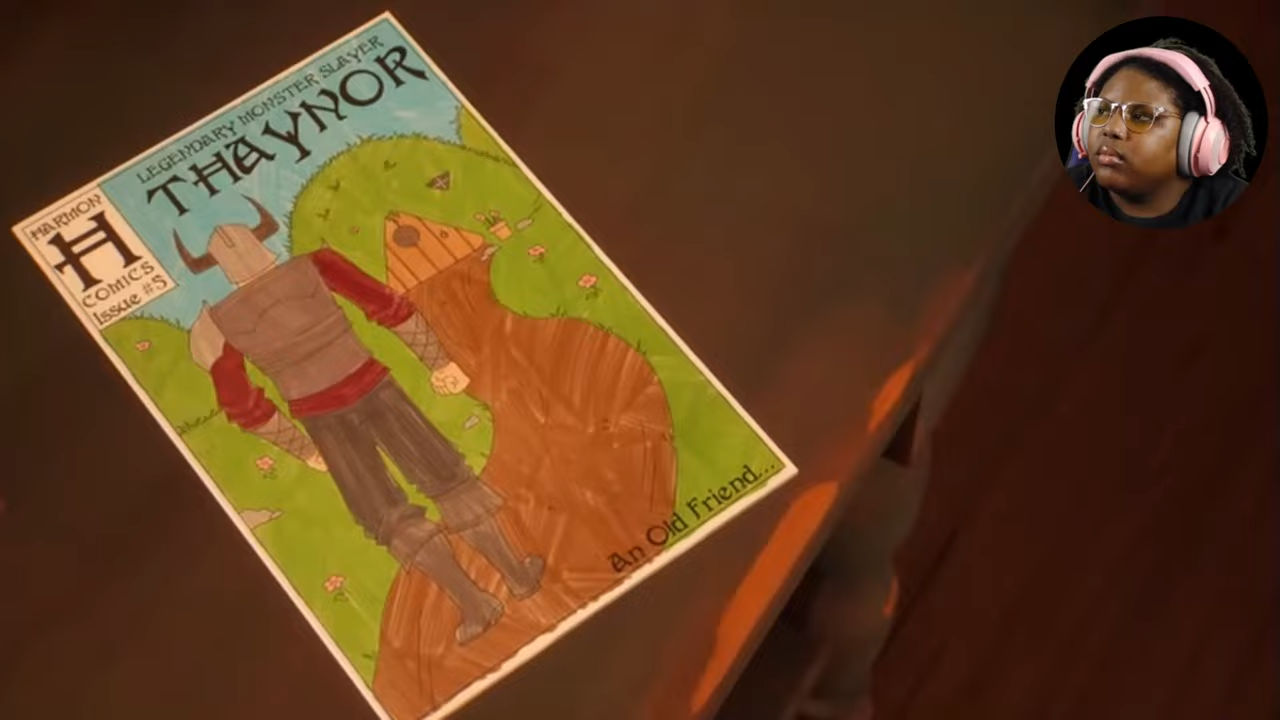 LEGENDARY MONSTER SLAYER
THAYNOR
HARMON
H
COMICS
Issue #5
An Old Friend...